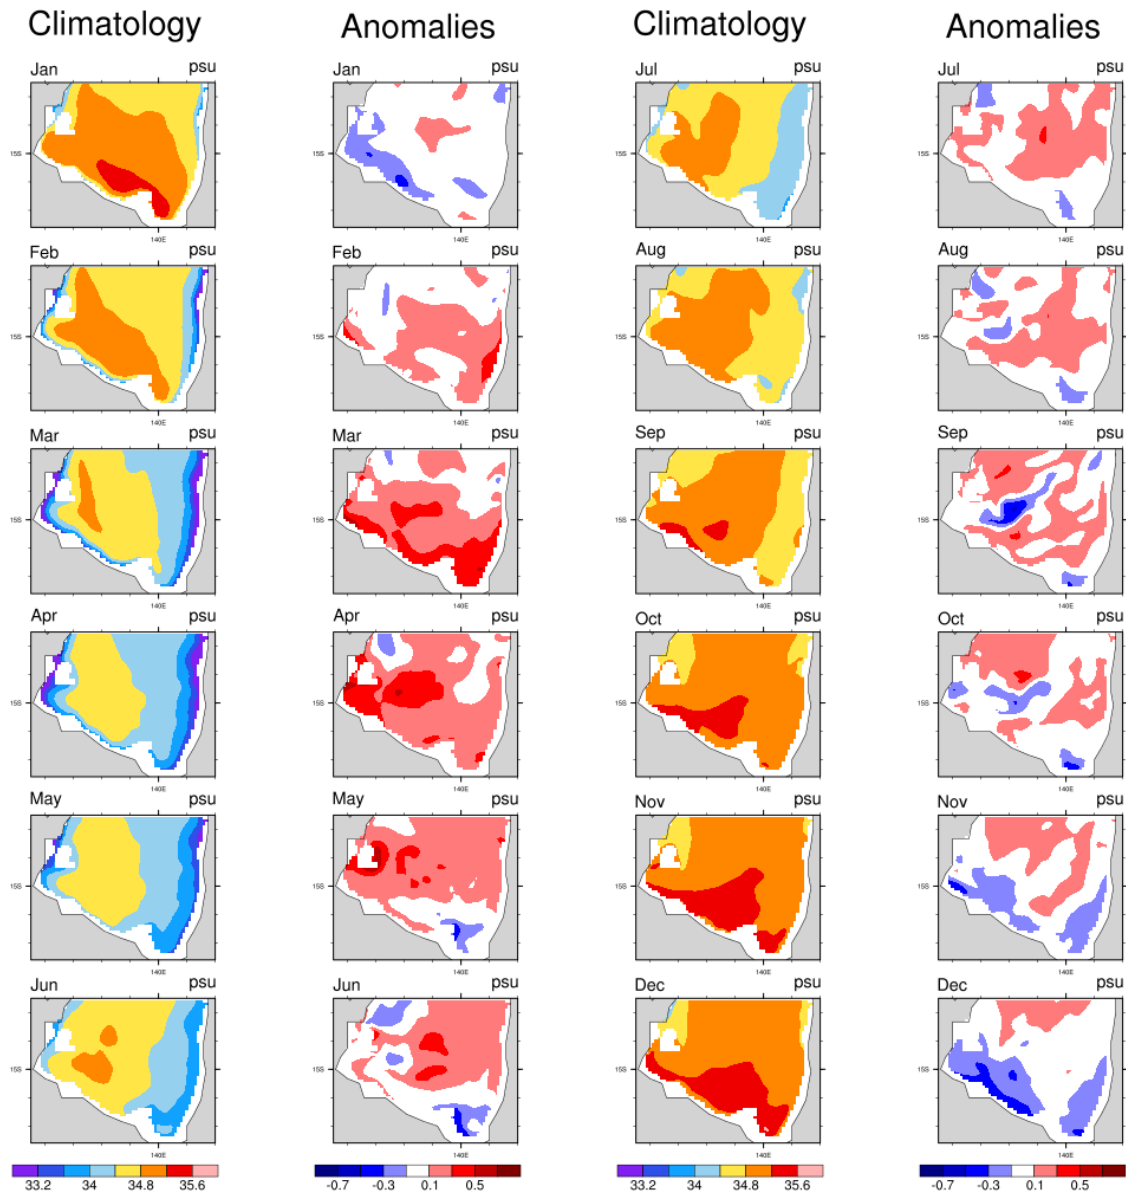 Climatology Anomalies Climatology Anomalies
Jan psu Jan psu Jul psu Jul psu
15S 15S 15S 15S
140E 140E 140E 140E
Feb psu Feb psu Aug psu Aug psu
15S 15S 15S 15S
140E 140E 140E 140E
Mar psu Mar psu Sep psu Sep psu
15S 15S 15S 15S
140E 140E 140E 140E
Apr psu Apr psu Oct psu Oct psu
15S 15S 15S 15S
140E 140E 140E 140E
May psu May psu Nov psu Nov psu
15S 15S 15S 15S
140E 140E 140E 140E
Jun psu Jun psu Dec psu Dec psu
15S 15S 15S 15S
140E 140E 140E 140E
33.2 34 34.8 35.6 -0.7 -0.3 0.1 0.5 33.2 34 34.8 35.6 -0.7 -0.3 0.1 0.5